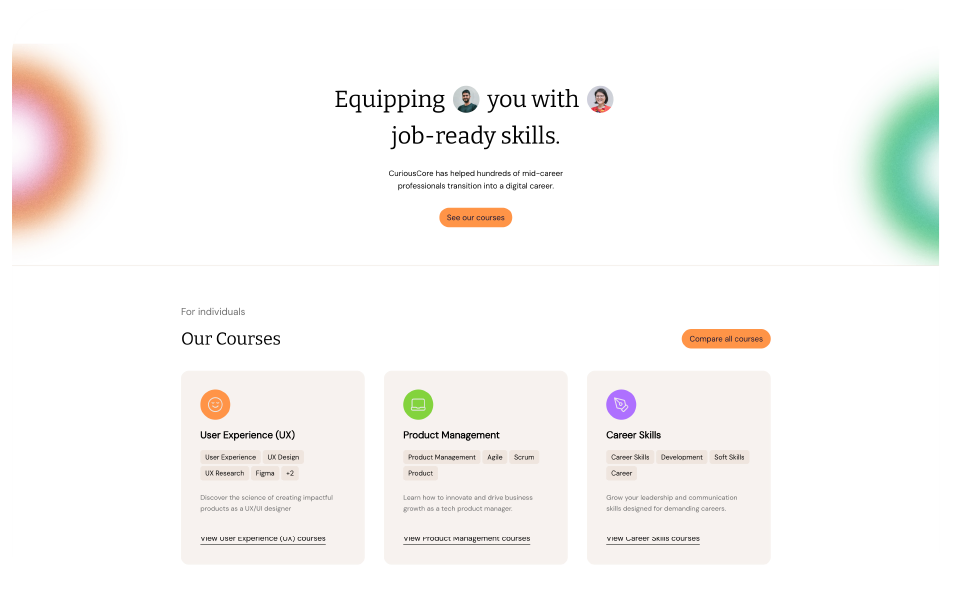 Equipping you with
job-ready skills.
CuriousCore has helped hundreds of mid-career
professionals transition into a digital career.
See our courses
For individuals
Our Courses
Compare all courses
User Experience (UX)
User Experience UX Design
UX Research Figma +2
Discover the science of creating impactful
products as a UX/UI designer
View User Experience (UX) courses
Product Management
Product Management Agile Scrum
Product
Learn how to innovate and drive business
growth as a tech product manager.
View Product Management courses
Career Skills
Career Skills Development Soft Skills
Career
Grow your leadership and communication
skills designed for demanding careers.
View Career Skills courses